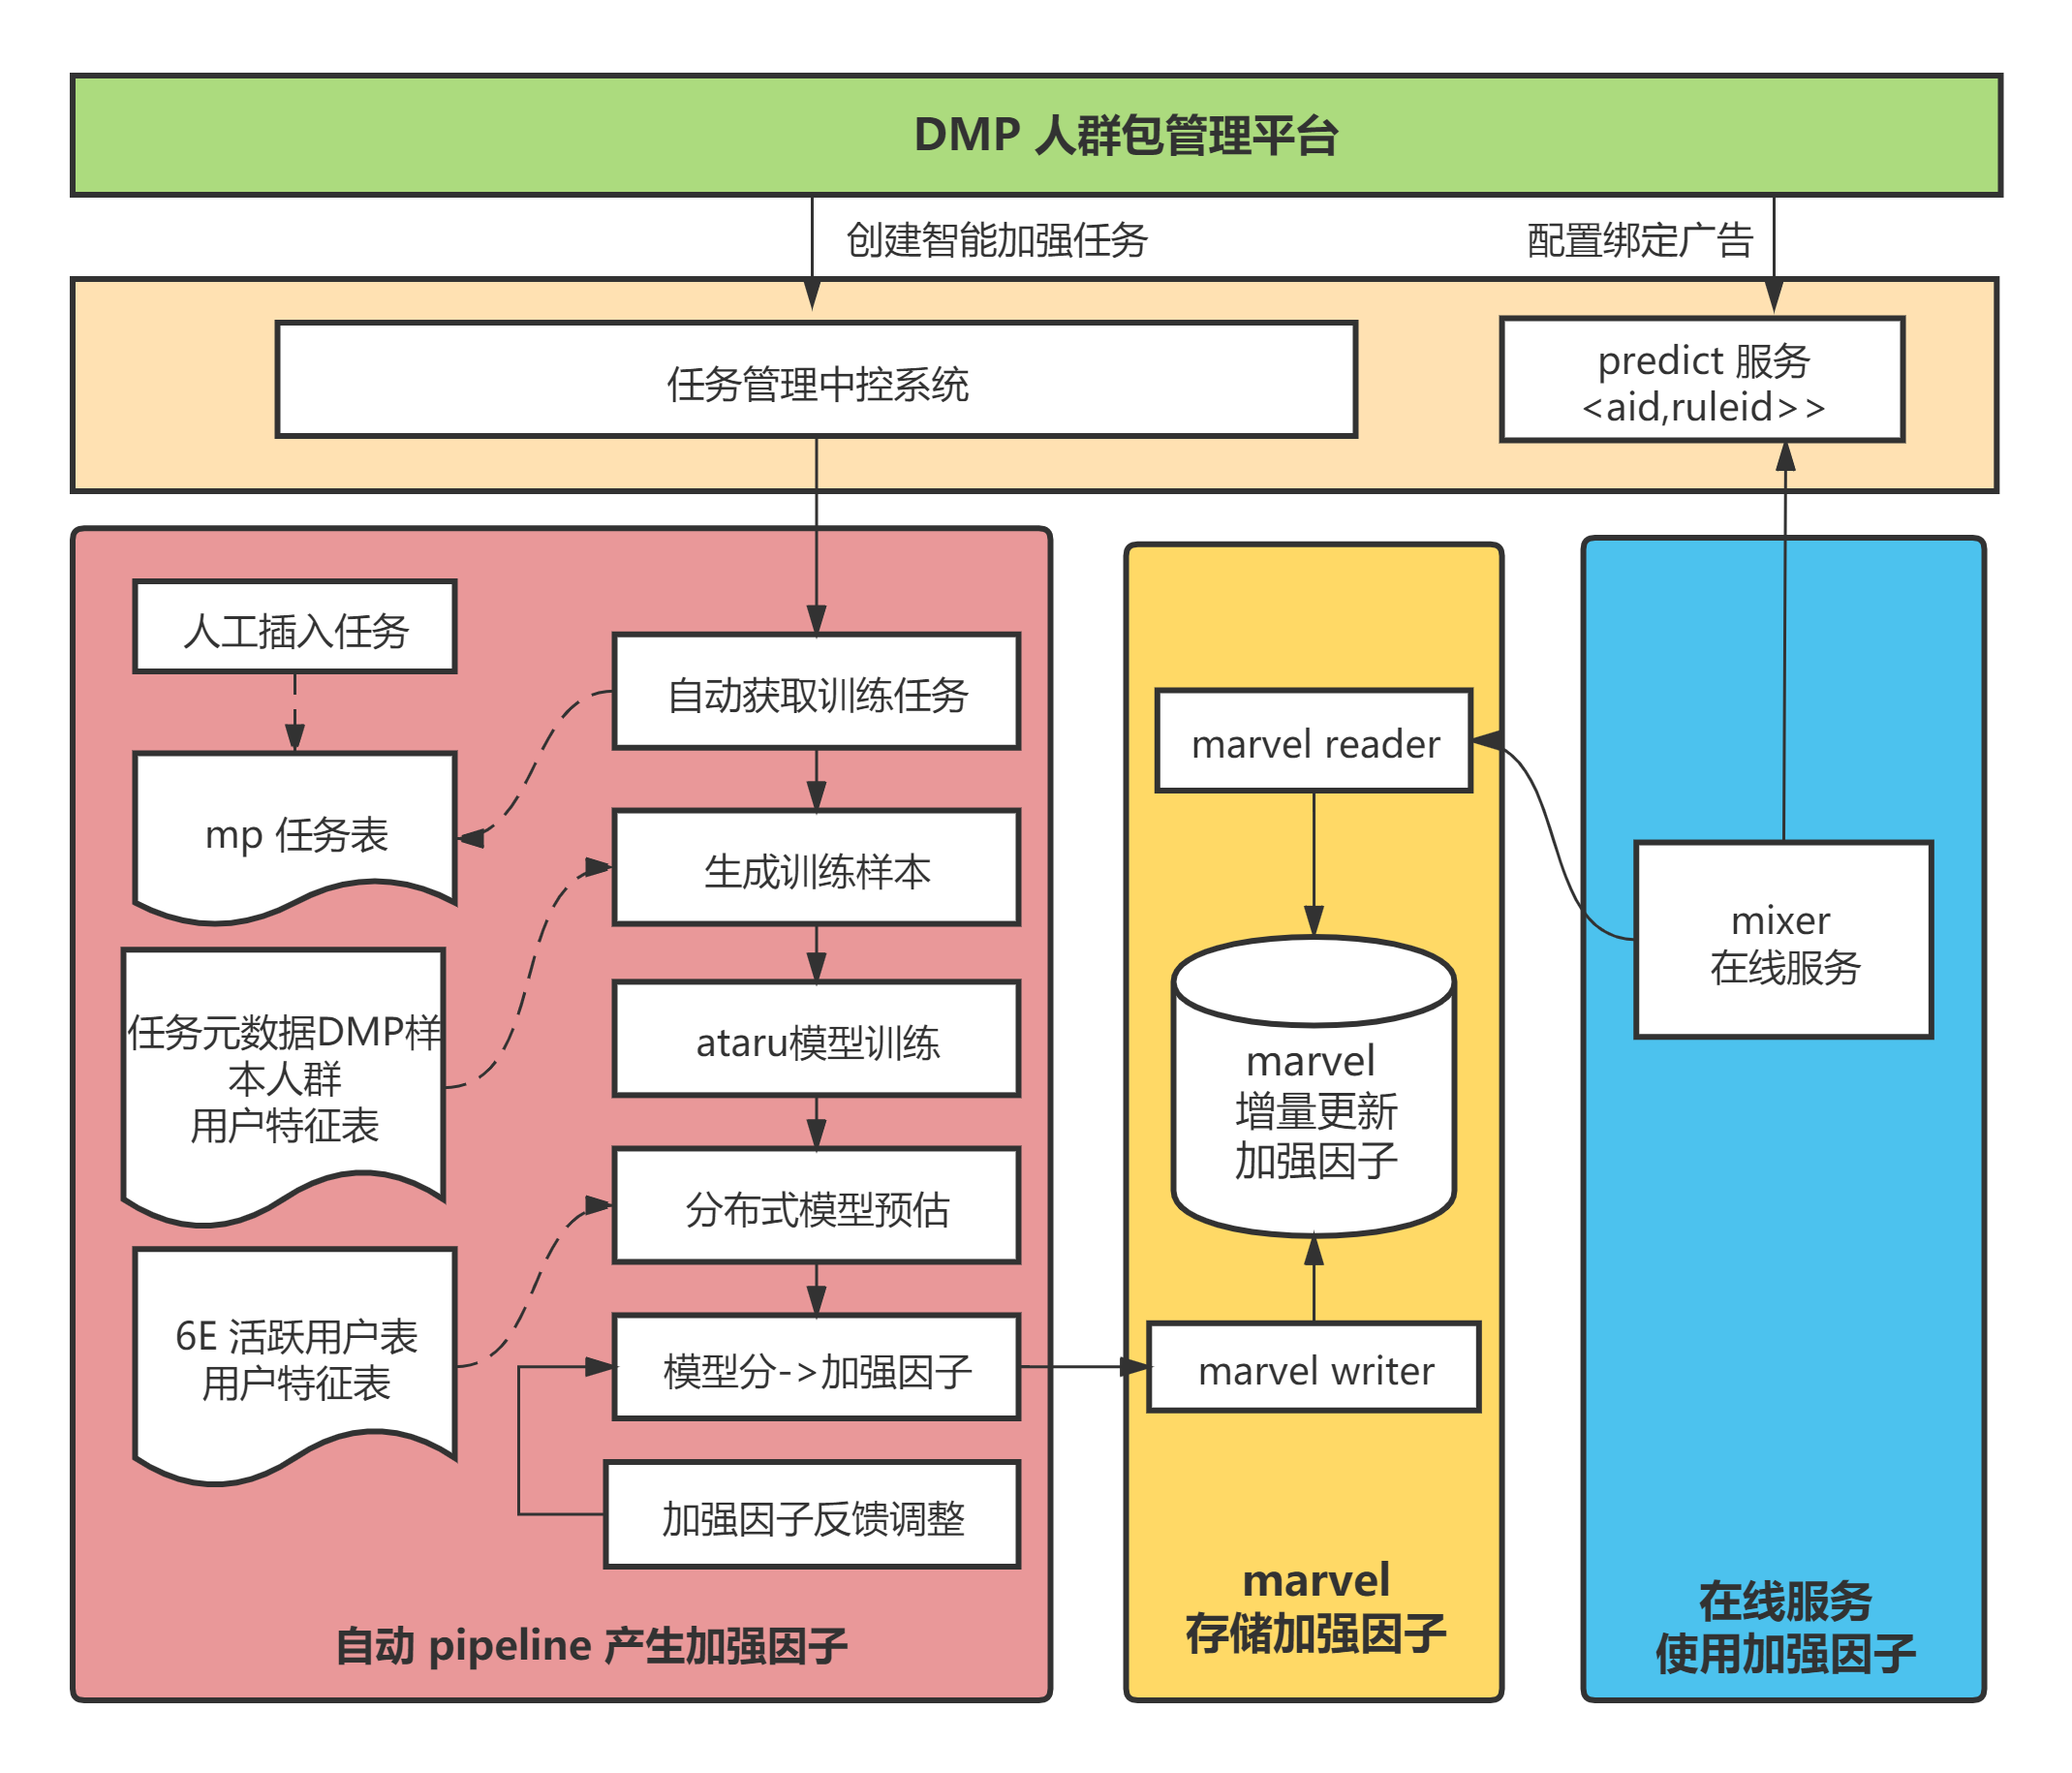 DMP 人群包管理平台
创建智能加强任务
配置绑定广告
任务管理中控系统
predict 服务
<aid,ruleid>>
人工插入任务
自动获取训练任务
mp 任务表
生成训练样本
任务元数据DMP样
本人群
用户特征表
ataru模型训练
分布式模型预估
6E 活跃用户表
用户特征表
模型分->加强因子
加强因子反馈调整
自动 pipeline 产生加强因子
marvel reader
marvel
增量更新
加强因子
marvel writer
marvel
存储加强因子
mixer
在线服务
在线服务
使用加强因子